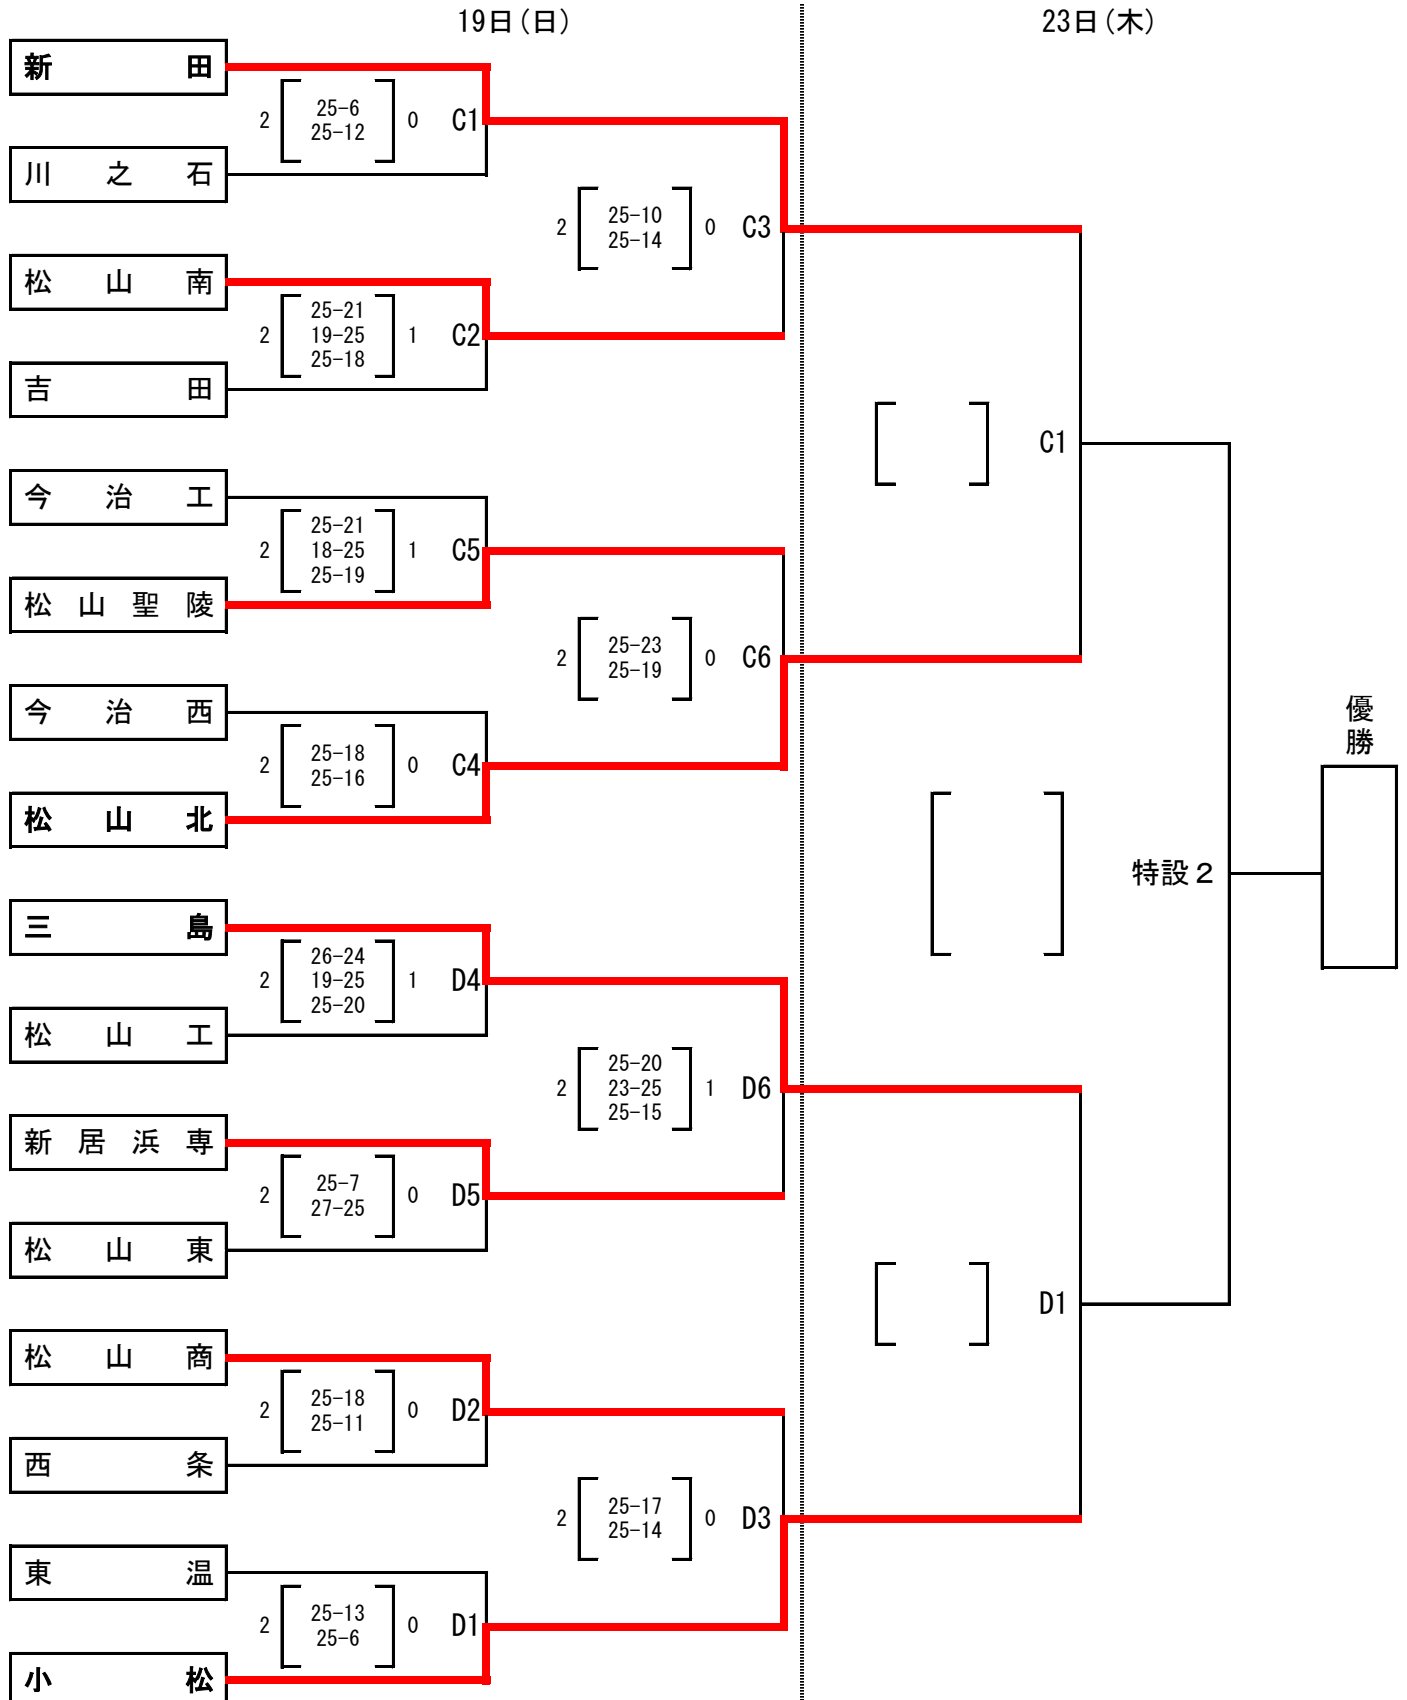 19日（日）
23日（木）
新田
2 25-6 0 C1
25-12
川之石
2 25-10 0 C3
25-14
松山南
2 25-21 1 C2
19-25
25-18
吉田
C1
今治工
2 25-21 1 C5
18-25
25-19
松山聖陵
2 25-23 0 C6
25-19
今治西
2 25-18 0 C4
25-16
松山北
優勝
特設２
三島
2 26-24 1 D4
19-25
25-20
松山工
2 25-20 1 D6
23-25
25-15
新居浜専
2 25-7 0 D5
27-25
松山東
D1
松山商
2 25-18 0 D2
25-11
西条
2 25-17 0 D3
25-14
東温
2 25-13 0 D1
25-6
小松